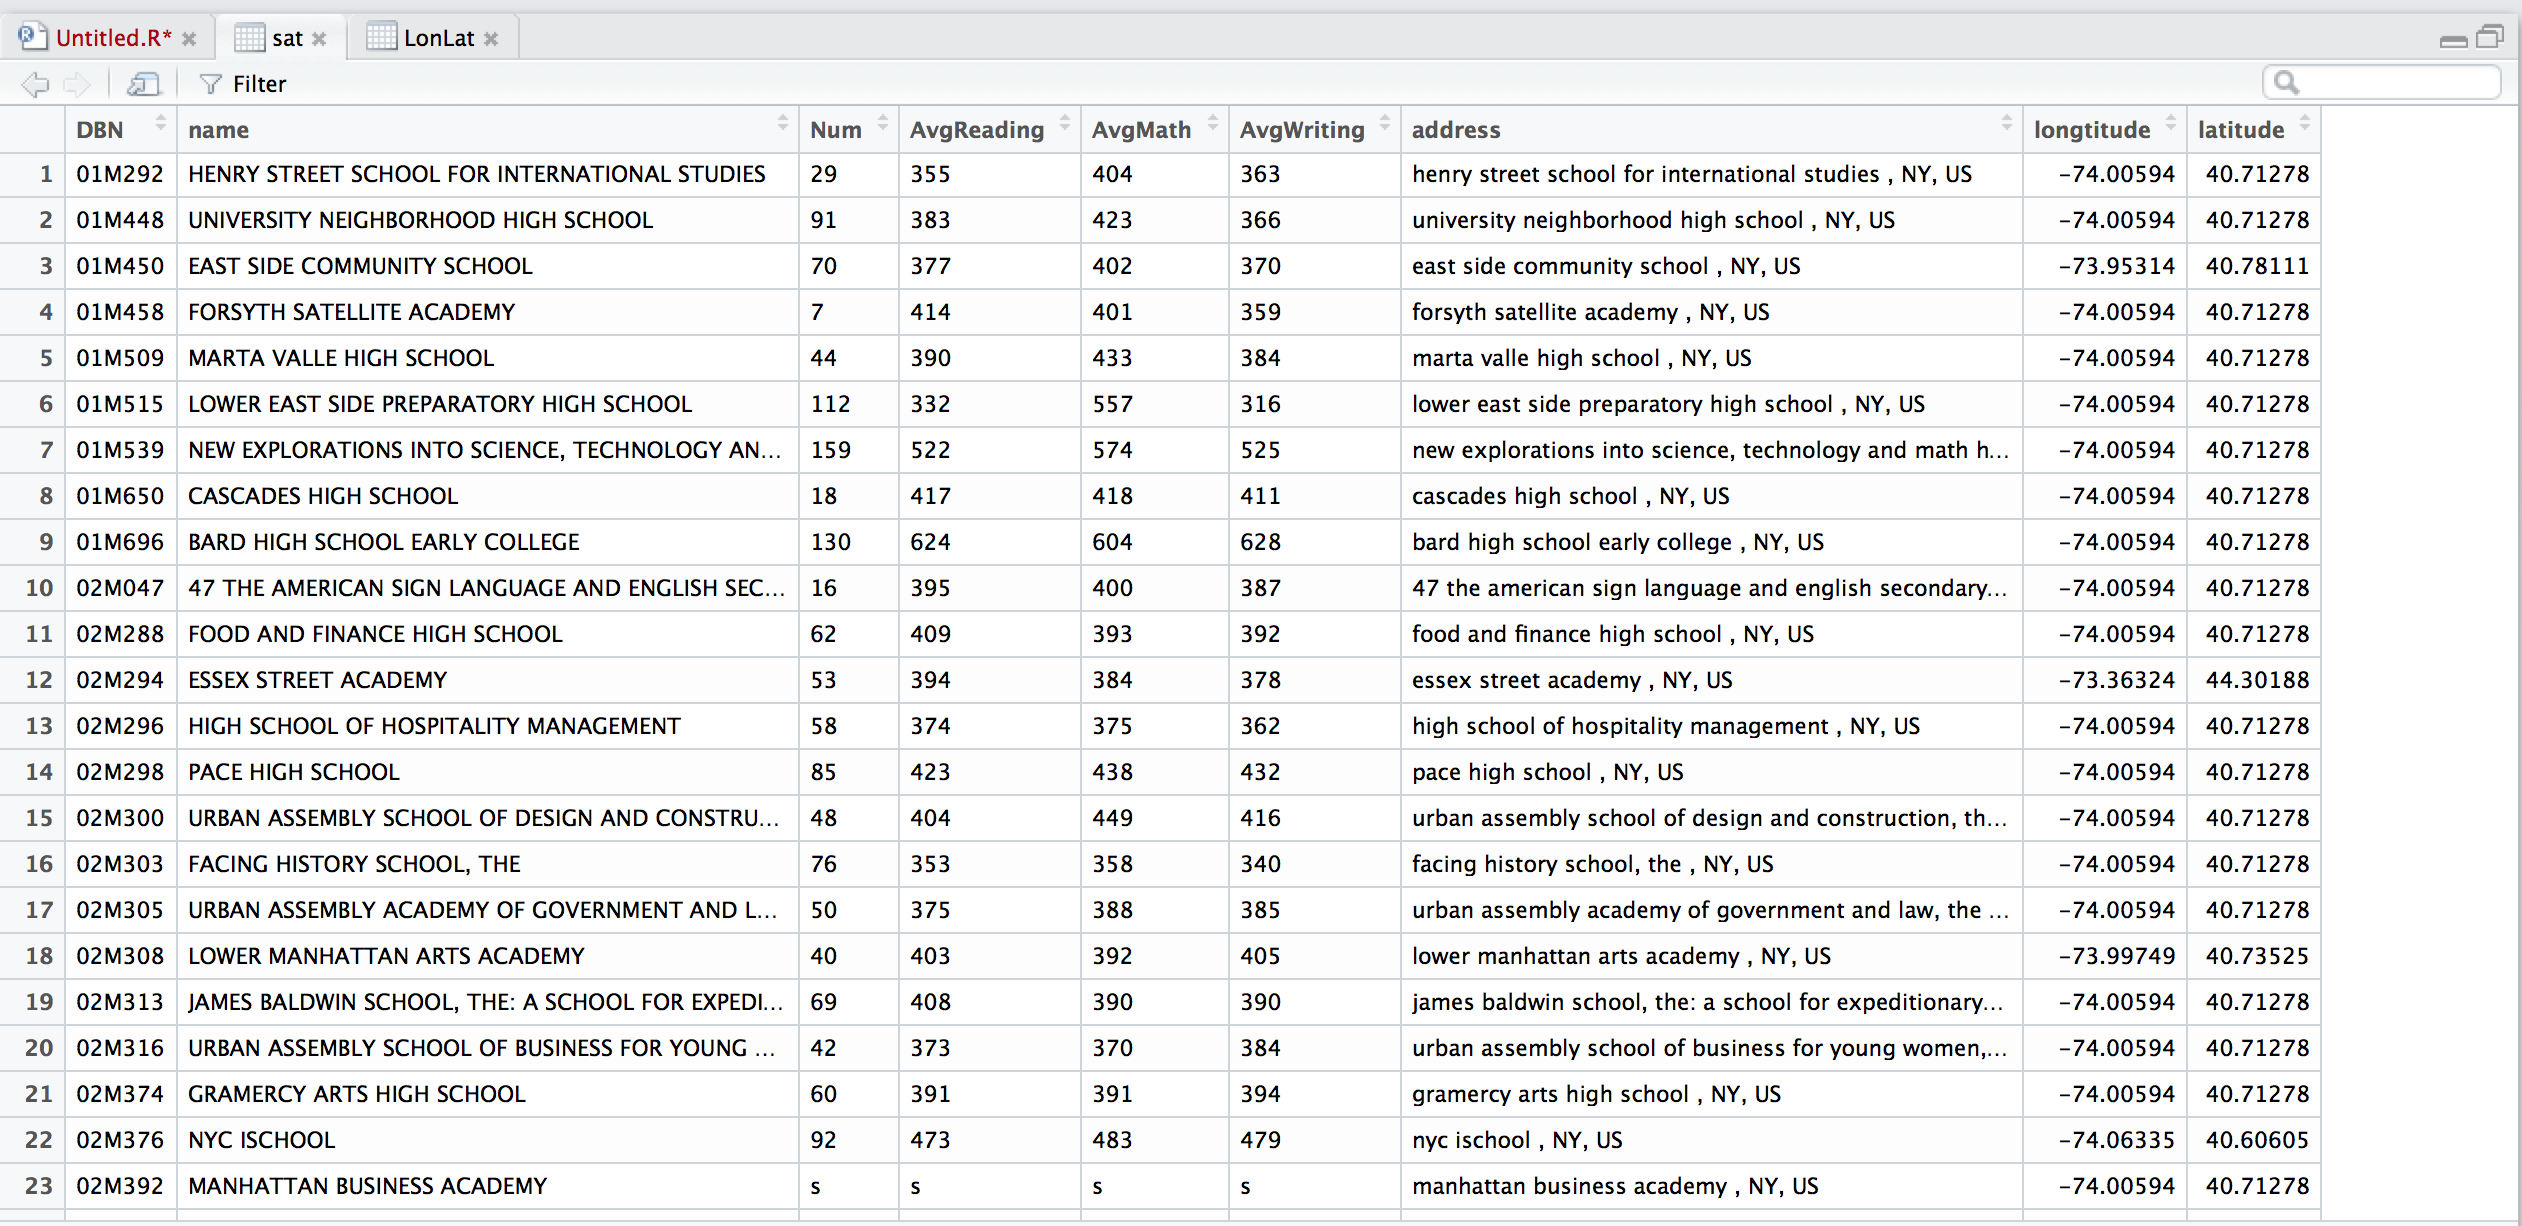 Untitled.R* sat LonLat
Filter
DBN name Num AvgReading AvgMath AvgWriting address longtitude latitude
1 01M292 HENRY STREET SCHOOL FOR INTERNATIONAL STUDIES 29 355 404 363 henry street school for international studies , NY, US -74.00594 40.71278
2 01M448 UNIVERSITY NEIGHBORHOOD HIGH SCHOOL 91 383 423 366 university neighborhood high school , NY, US -74.00594 40.71278
3 01M450 EAST SIDE COMMUNITY SCHOOL 70 377 402 370 east side community school , NY, US -73.95314 40.78111
4 01M458 FORSYTH SATELLITE ACADEMY 7 414 401 359 forsyth satellite academy , NY, US -74.00594 40.71278
5 01M509 MARTA VALLE HIGH SCHOOL 44 390 433 384 marta valle high school , NY, US -74.00594 40.71278
6 01M515 LOWER EAST SIDE PREPARATORY HIGH SCHOOL 112 332 557 316 lower east side preparatory high school , NY, US -74.00594 40.71278
7 01M539 NEW EXPLORATIONS INTO SCIENCE, TECHNOLOGY AN... 159 522 574 525 new explorations into science, technology and math h... -74.00594 40.71278
8 01M650 CASCADES HIGH SCHOOL 18 417 418 411 cascades high school , NY, US -74.00594 40.71278
9 01M696 BARD HIGH SCHOOL EARLY COLLEGE 130 624 604 628 bard high school early college , NY, US -74.00594 40.71278
10 02M047 47 THE AMERICAN SIGN LANGUAGE AND ENGLISH SEC... 16 395 400 387 47 the american sign language and english secondary... -74.00594 40.71278
11 02M288 FOOD AND FINANCE HIGH SCHOOL 62 409 393 392 food and finance high school , NY, US -74.00594 40.71278
12 02M294 ESSEX STREET ACADEMY 53 394 384 378 essex street academy , NY, US -73.36324 44.30188
13 02M296 HIGH SCHOOL OF HOSPITALITY MANAGEMENT 58 374 375 362 high school of hospitality management , NY, US -74.00594 40.71278
14 02M298 PACE HIGH SCHOOL 85 423 438 432 pace high school , NY, US -74.00594 40.71278
15 02M300 URBAN ASSEMBLY SCHOOL OF DESIGN AND CONSTRU... 48 404 449 416 urban assembly school of design and construction, th... -74.00594 40.71278
16 02M303 FACING HISTORY SCHOOL, THE 76 353 358 340 facing history school, the , NY, US -74.00594 40.71278
17 02M305 URBAN ASSEMBLY ACADEMY OF GOVERNMENT AND L... 50 375 388 385 urban assembly academy of government and law, the ... -74.00594 40.71278
18 02M308 LOWER MANHATTAN ARTS ACADEMY 40 403 392 405 lower manhattan arts academy , NY, US -73.99749 40.73525
19 02M313 JAMES BALDWIN SCHOOL, THE: A SCHOOL FOR EXPEDI... 69 408 390 390 james baldwin school, the: a school for expeditionary... -74.00594 40.71278
20 02M316 URBAN ASSEMBLY SCHOOL OF BUSINESS FOR YOUNG ... 42 373 370 384 urban assembly school of business for young women,... -74.00594 40.71278
21 02M374 GRAMERCY ARTS HIGH SCHOOL 60 391 391 394 gramercy arts high school , NY, US -74.00594 40.71278
22 02M376 NYC ISCHOOL 92 473 483 479 nyc ischool , NY, US -74.06335 40.60605
23 02M392 MANHATTAN BUSINESS ACADEMY s s s s manhattan business academy , NY, US -74.00594 40.71278